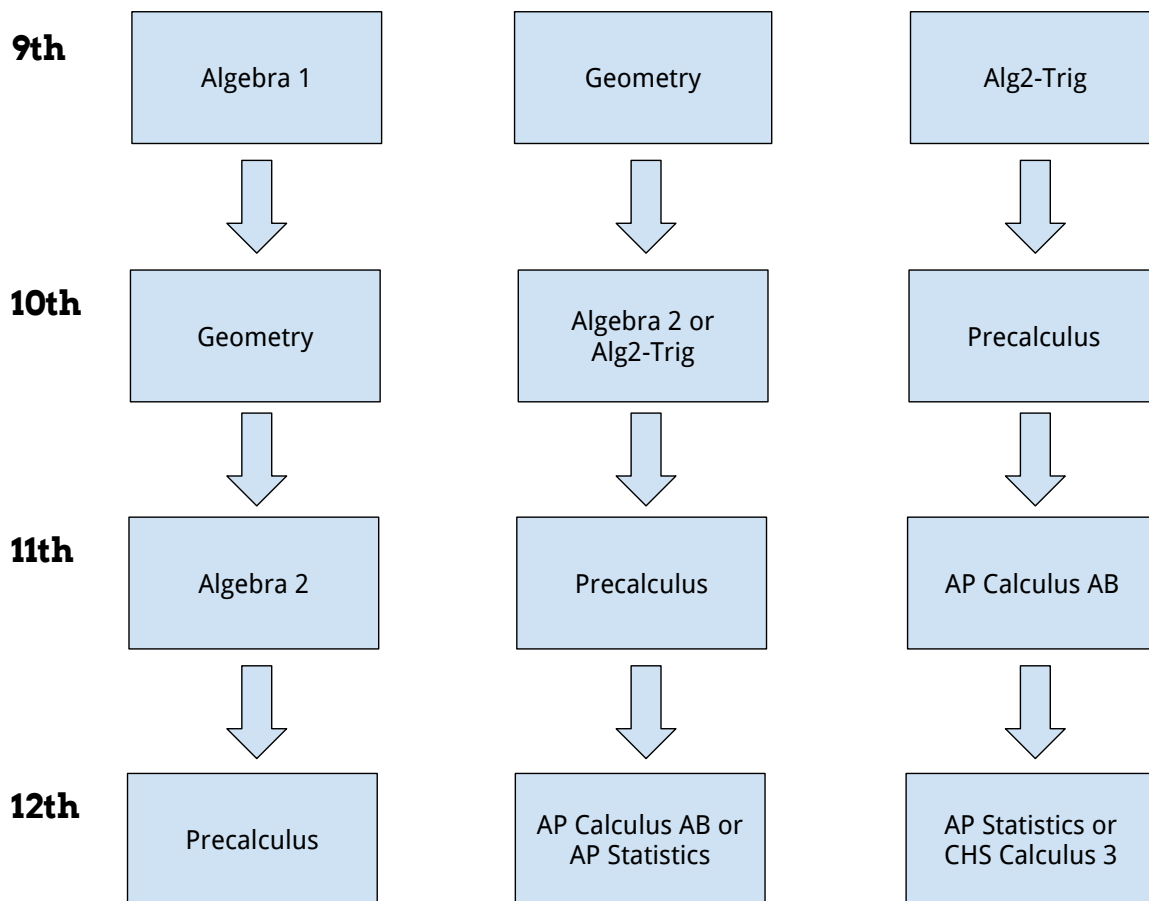 9th
Algebra 1
Geometry
Alg2-Trig
10th
Geometry
Algebra 2 or
Alg2-Trig
Precalculus
11th
Algebra 2
Precalculus
AP Calculus AB
12th
Precalculus
AP Calculus AB or
AP Statistics
AP Statistics or
CHS Calculus 3